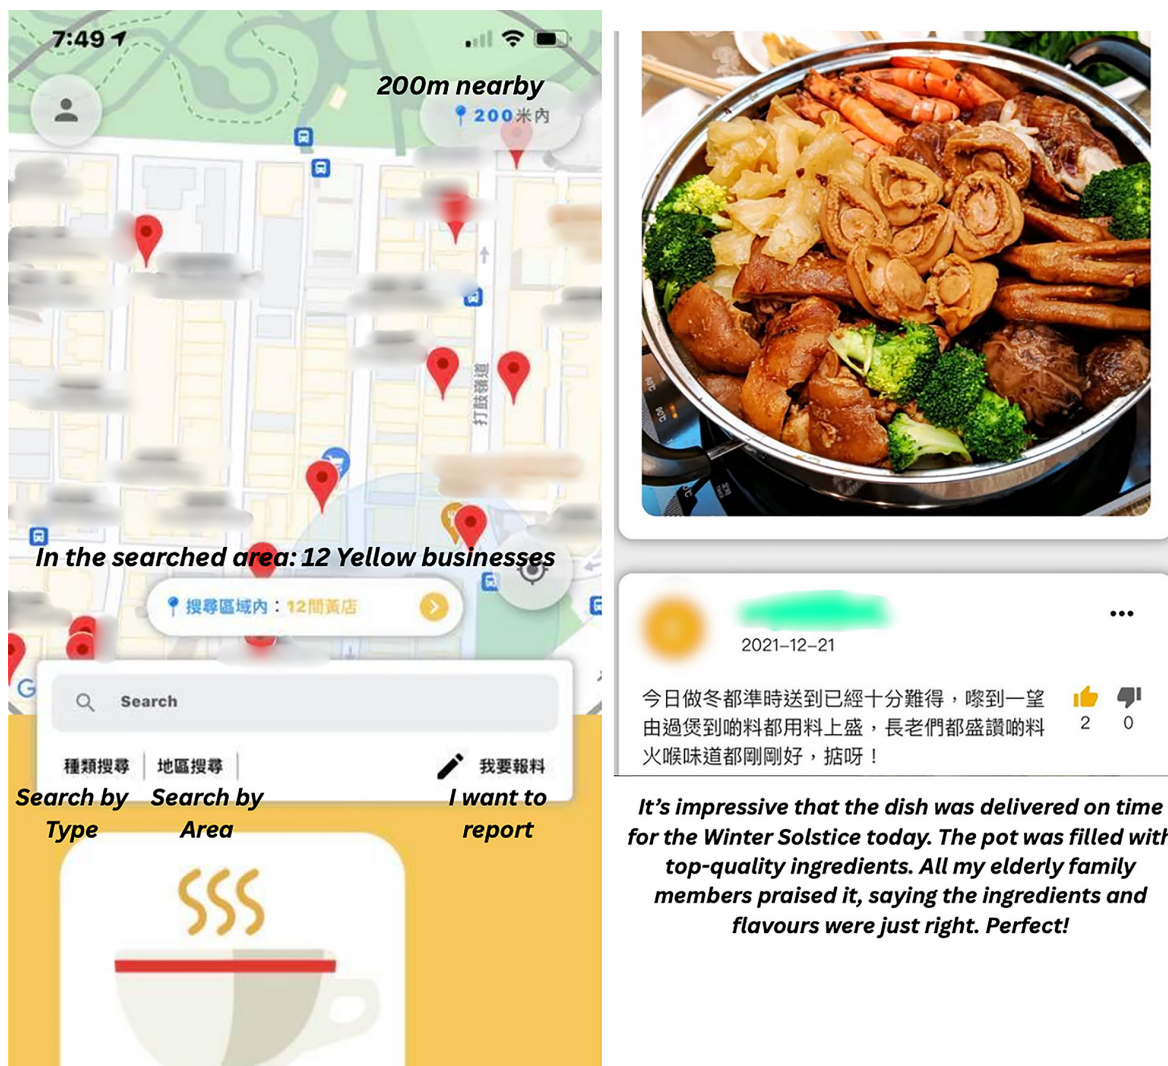 7:49
200m nearby
200米內
打鼓嶺道
In the searched area: 12 Yellow businesses
搜尋區域內：12間黃店
G
Search
種類搜尋
地區搜尋
我要報料
Search by
Type
Search by
Area
I want to
report
2021-12-21
今日做冬都準時送到已經十分難得，嚟到一望
由過煲到啲料都用料上盛，長老們都盛讚啲料
火喉味道都剛剛好，掂呀！
2
0
It’s impressive that the dish was delivered on time
for the Winter Solstice today. The pot was filled with
top-quality ingredients. All my elderly family
members praised it, saying the ingredients and
flavours were just right. Perfect!